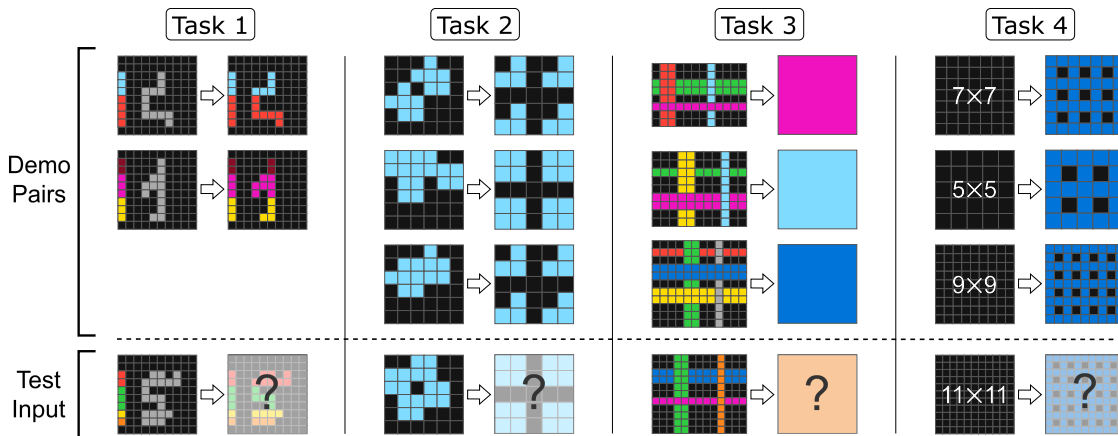 Task 1
Task 2
Task 3
Task 4
Demo
Pairs
7×7
5×5
9×9
Test
Input
?
?
?
11×11
?